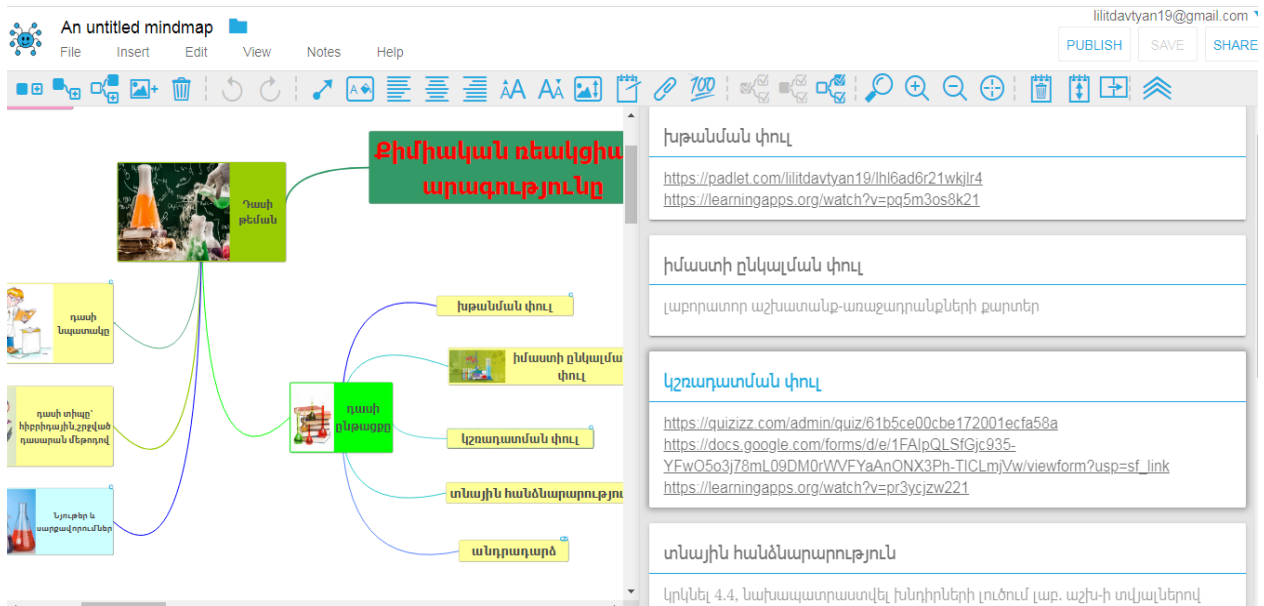 lilitdavtyan19@gmail.com
An untitled mindmap
File Insert Edit View Notes Help
PUBLISH SAVE SHARE
Քիմիական ռեակցիա
արագությունը
Դասի
թեման
դասի
նպատակը
դասի տիպը՝
հիբրիդային,շրջված
դասարան մեթոդով
Նյութեր և
սարքավորումներ
դասի
ընթացքը
խթանման փուլ
իմաստի ընկալմա
փուլ
կշռադատման փուլ
տնային հանձնարարությու
անդրադարձ
խթանման փուլ
https://padlet.com/lilitdavtyan19/lhl6ad6r21wkjlr4
https://learningapps.org/watch?v=pq5m3os8k21
իմաստի ընկալման փուլ
լաբորատոր աշխատանք-առաջադրանքների քարտեր
կշռադատման փուլ
https://quizizz.com/admin/quiz/61b5ce00cbe172001ecfa58a
https://docs.google.com/forms/d/e/1FAIpQLSfGjc935-
YFwO5o3j78mL09DM0rWVFYaAnONX3Ph-TlCLmjVw/viewform?usp=sf_link
https://learningapps.org/watch?v=pr3ycjzw221
տնային հանձնարարություն
կրկնել 4.4, նախապատրաստվել խնդիրների լուծում լաբ. աշխ-ի տվյալներով